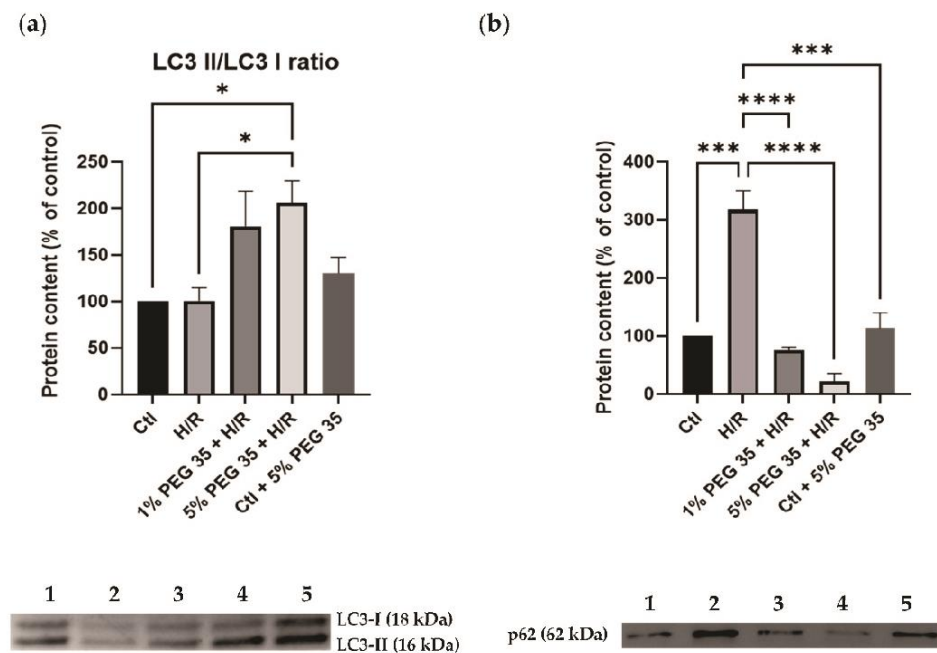 (a)
LC3 II/LC3 I ratio
*
*
Protein content (% of control)
250
200
150
100
50
0
Ctl
H/R
1% PEG 35 + H/R
5% PEG 35 + H/R
Ctl + 5% PEG 35
1 2 3 4 5
LC3-I (18 kDa)
LC3-II (16 kDa)
(b)
***
****
*** ****
Protein content (% of control)
400
300
200
100
0
Ctl
H/R
1% PEG 35 + H/R
5% PEG 35 + H/R
Ctl + 5% PEG 35
1 2 3 4 5
p62 (62 kDa)